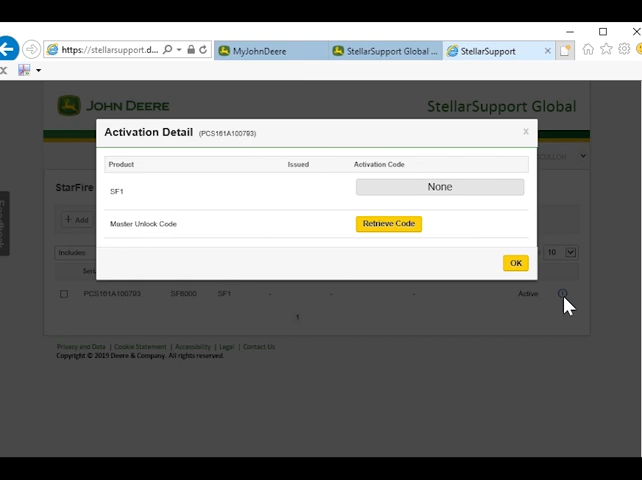 https://stellarsupport.d...
MyJohnDeere
StellarSupport Global ...
StellarSupport
x
JOHN DEERE
StellarSupport Global
Activation Detail (PCS161A100793)
x
Product Issued Activation Code
SF1 None
Master Unlock Code Retrieve Code
OK
StarFire
+ Add
Includes
10
PCS161A100793 SF6000 SF1 - - - Active
1
Privacy and Data | Cookie Statement | Accessibility | Legal | Contact Us
Copyright © 2019 Deere & Company. All rights reserved.